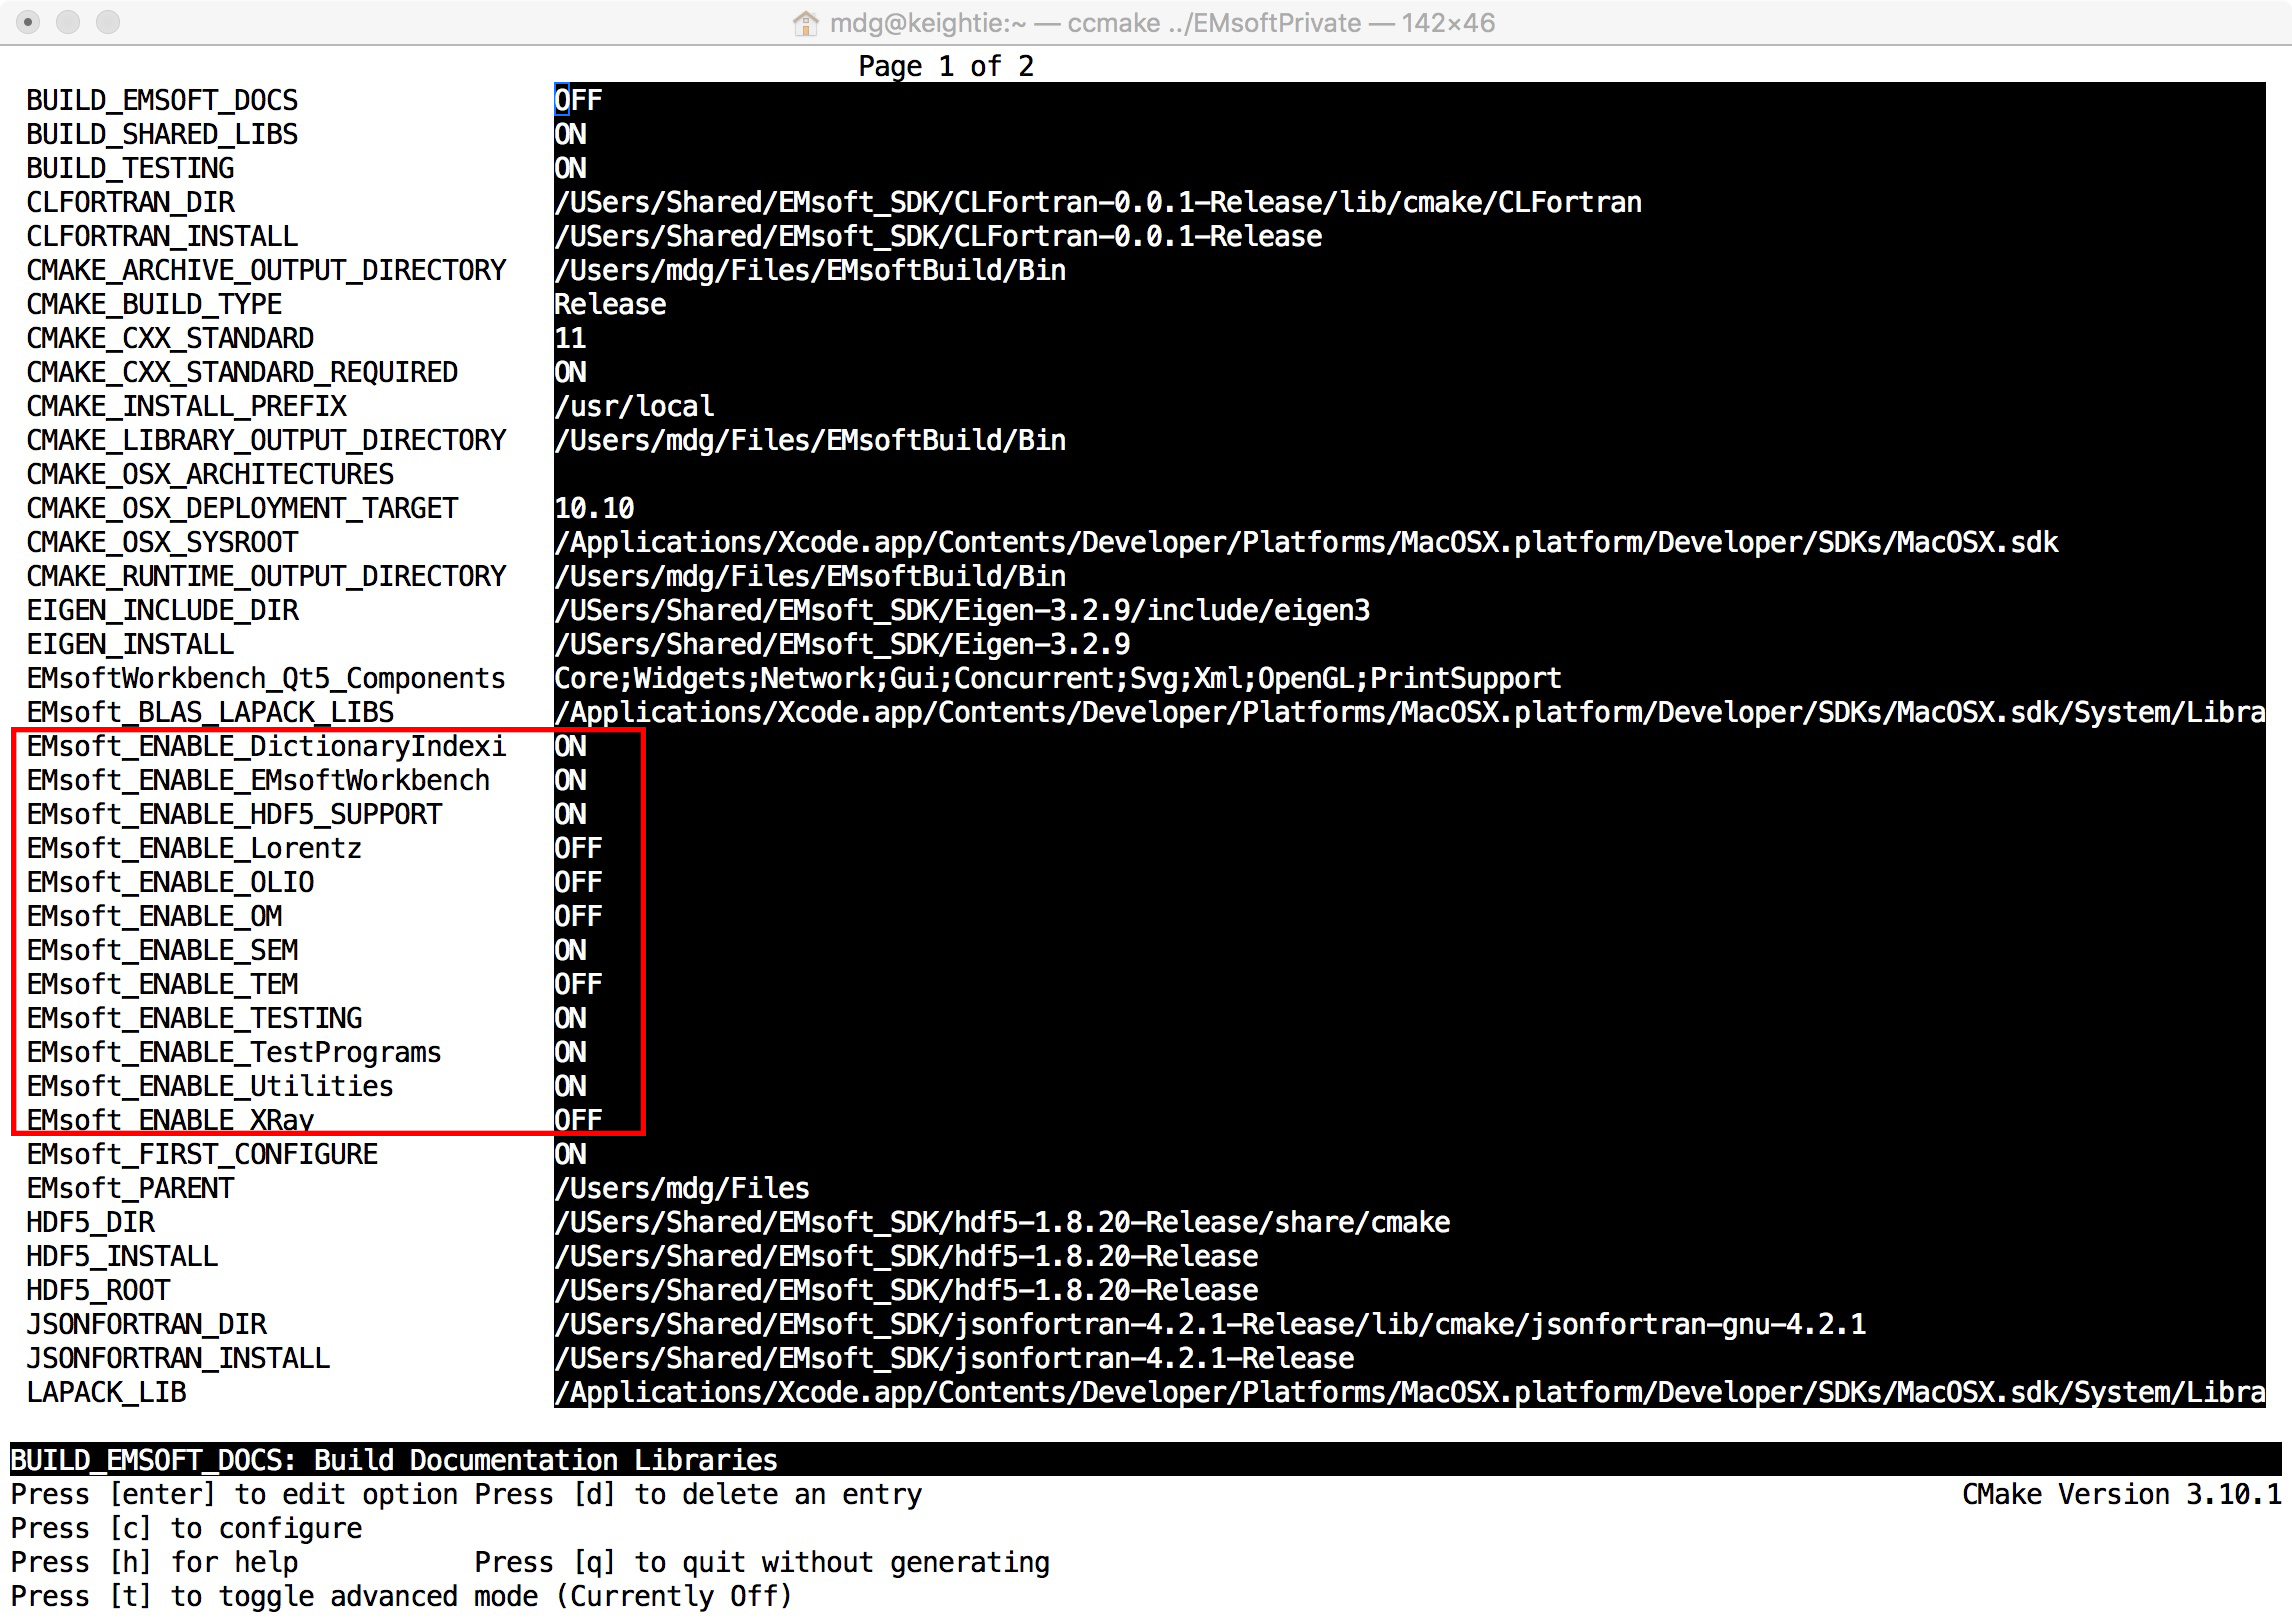 mdg@keightie:~ — ccmake ../EMsoftPrivate — 142×46
Page 1 of 2
BUILD_EMSOFT_DOCS OFF
BUILD_SHARED_LIBS ON
BUILD_TESTING ON
CLFORTRAN_DIR /USers/Shared/EMsoft_SDK/CLFortran-0.0.1-Release/lib/cmake/CLFortran
CLFORTRAN_INSTALL /USers/Shared/EMsoft_SDK/CLFortran-0.0.1-Release
CMAKE_ARCHIVE_OUTPUT_DIRECTORY /Users/mdg/Files/EMsoftBuild/Bin
CMAKE_BUILD_TYPE Release
CMAKE_CXX_STANDARD 11
CMAKE_CXX_STANDARD_REQUIRED ON
CMAKE_INSTALL_PREFIX /usr/local
CMAKE_LIBRARY_OUTPUT_DIRECTORY /Users/mdg/Files/EMsoftBuild/Bin
CMAKE_OSX_ARCHITECTURES
CMAKE_OSX_DEPLOYMENT_TARGET 10.10
CMAKE_OSX_SYSROOT /Applications/Xcode.app/Contents/Developer/Platforms/MacOSX.platform/Developer/SDKs/MacOSX.sdk
CMAKE_RUNTIME_OUTPUT_DIRECTORY /Users/mdg/Files/EMsoftBuild/Bin
EIGEN_INCLUDE_DIR /USers/Shared/EMsoft_SDK/Eigen-3.2.9/include/eigen3
EIGEN_INSTALL /USers/Shared/EMsoft_SDK/Eigen-3.2.9
EMsoftWorkbench_Qt5_Components Core;Widgets;Network;Gui;Concurrent;Svg;Xml;OpenGL;PrintSupport
EMsoft_BLAS_LAPACK_LIBS /Applications/Xcode.app/Contents/Developer/Platforms/MacOSX.platform/Developer/SDKs/MacOSX.sdk/System/Libra
EMsoft_ENABLE_DictionaryIndexi ON
EMsoft_ENABLE_EMsoftWorkbench ON
EMsoft_ENABLE_HDF5_SUPPORT ON
EMsoft_ENABLE_Lorentz OFF
EMsoft_ENABLE_OLIO OFF
EMsoft_ENABLE_OM OFF
EMsoft_ENABLE_SEM ON
EMsoft_ENABLE_TEM OFF
EMsoft_ENABLE_TESTING ON
EMsoft_ENABLE_TestPrograms ON
EMsoft_ENABLE_Utilities ON
EMsoft_ENABLE_XRay OFF
EMsoft_FIRST_CONFIGURE ON
EMsoft_PARENT /Users/mdg/Files
HDF5_DIR /USers/Shared/EMsoft_SDK/hdf5-1.8.20-Release/share/cmake
HDF5_INSTALL /USers/Shared/EMsoft_SDK/hdf5-1.8.20-Release
HDF5_ROOT /USers/Shared/EMsoft_SDK/hdf5-1.8.20-Release
JSONFORTRAN_DIR /USers/Shared/EMsoft_SDK/jsonfortran-4.2.1-Release/lib/cmake/jsonfortran-gnu-4.2.1
JSONFORTRAN_INSTALL /USers/Shared/EMsoft_SDK/jsonfortran-4.2.1-Release
LAPACK_LIB /Applications/Xcode.app/Contents/Developer/Platforms/MacOSX.platform/Developer/SDKs/MacOSX.sdk/System/Libra
BUILD_EMSOFT_DOCS: Build Documentation Libraries
Press [enter] to edit option Press [d] to delete an entry CMake Version 3.10.1
Press [c] to configure
Press [h] for help Press [q] to quit without generating
Press [t] to toggle advanced mode (Currently Off)